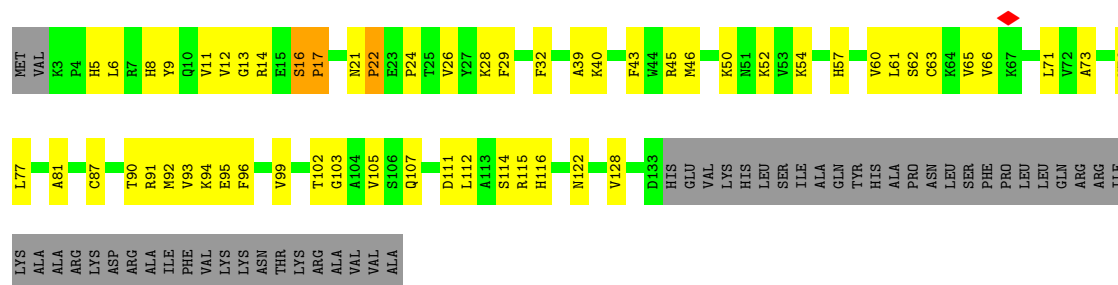 MET VAL K3 P4 H5 L6 R7 H8 Y9 Q10 V11 V12 G13 R14 E15 S16 P17 N21 P22 E23 P24 T25 V26 Y27 K28 F29 F32 A39 K40 F43 W44 R45 M46 K50 N51 K52 V53 K54 H57 V60 L61 S62 C63 K64 V65 V66 K67 L71 V72 A73
L77 A81 C87 T90 R91 M92 V93 K94 E95 F96 V99 T102 G103 A104 V105 S106 Q107 D111 L112 A113 S114 R115 H116 N122 V128 D133 HIS GLU VAL LYS HIS LEU SER ILE ALA GLN TYR HIS ALA PRO ASN LEU SER PHE PRO LEU LEU GLN ARG ARG ILE
LYS ALA ALA ARG LYS ASP ARG ALA ILE PHE VAL LYS LYS ASN THR LYS ARG ALA VAL VAL ALA